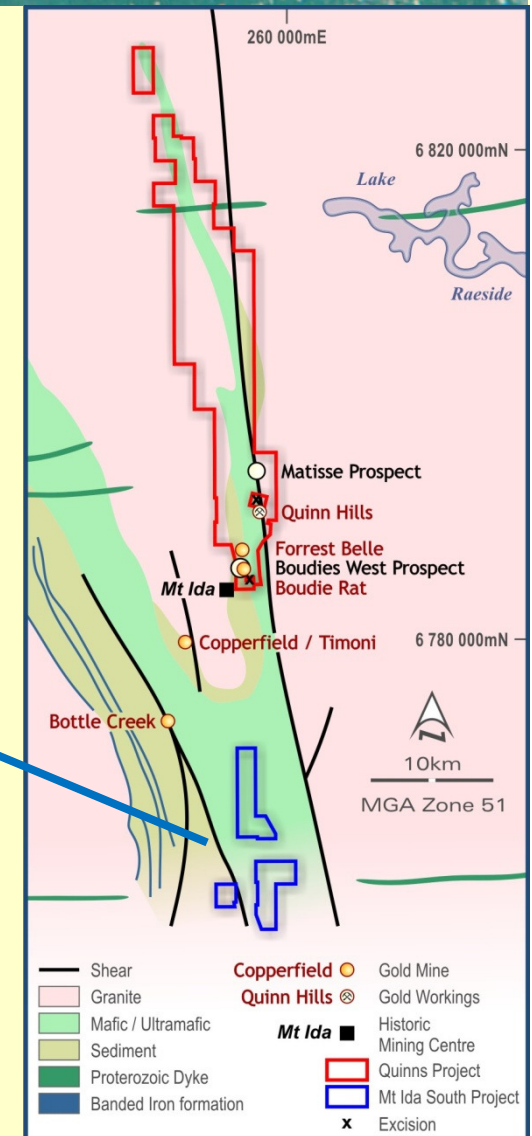 260 000mE
6 820 000mN
Lake
Raeside
Matisse Prospect
Quinn Hills
Forrest Belle
Boudies West Prospect
Mt Ida
Boudie Rat
6 780 000mN
Copperfield / Timoni
Bottle Creek
N
10km
MGA Zone 51
Shear
Granite
Mafic / Ultramafic
Sediment
Proterozoic Dyke
Banded Iron formation
Copperfield Gold Mine
Quinn Hills Gold Workings
Mt Ida Historic
Mining Centre
Quinns Project
Mt Ida South Project
x Excision